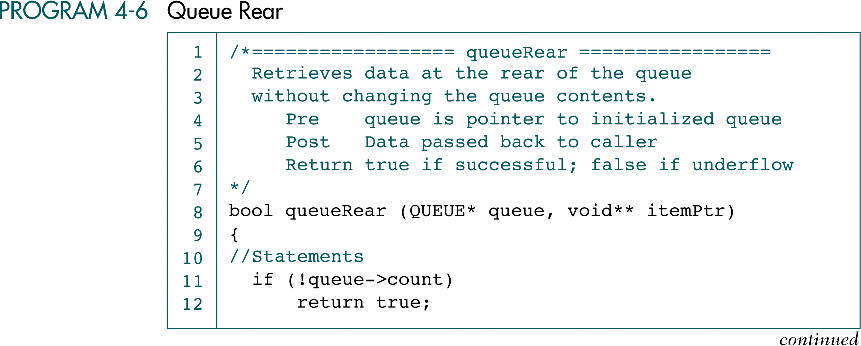 PROGRAM 4-6 Queue Rear
1 /*================== queueRear =================
2 Retrieves data at the rear of the queue
3 without changing the queue contents.
4 Pre queue is pointer to initialized queue
5 Post Data passed back to caller
6 Return true if successful; false if underflow
7 */
8 bool queueRear (QUEUE* queue, void** itemPtr)
9 {
10 //Statements
11 if (!queue->count)
12 return true;
continued